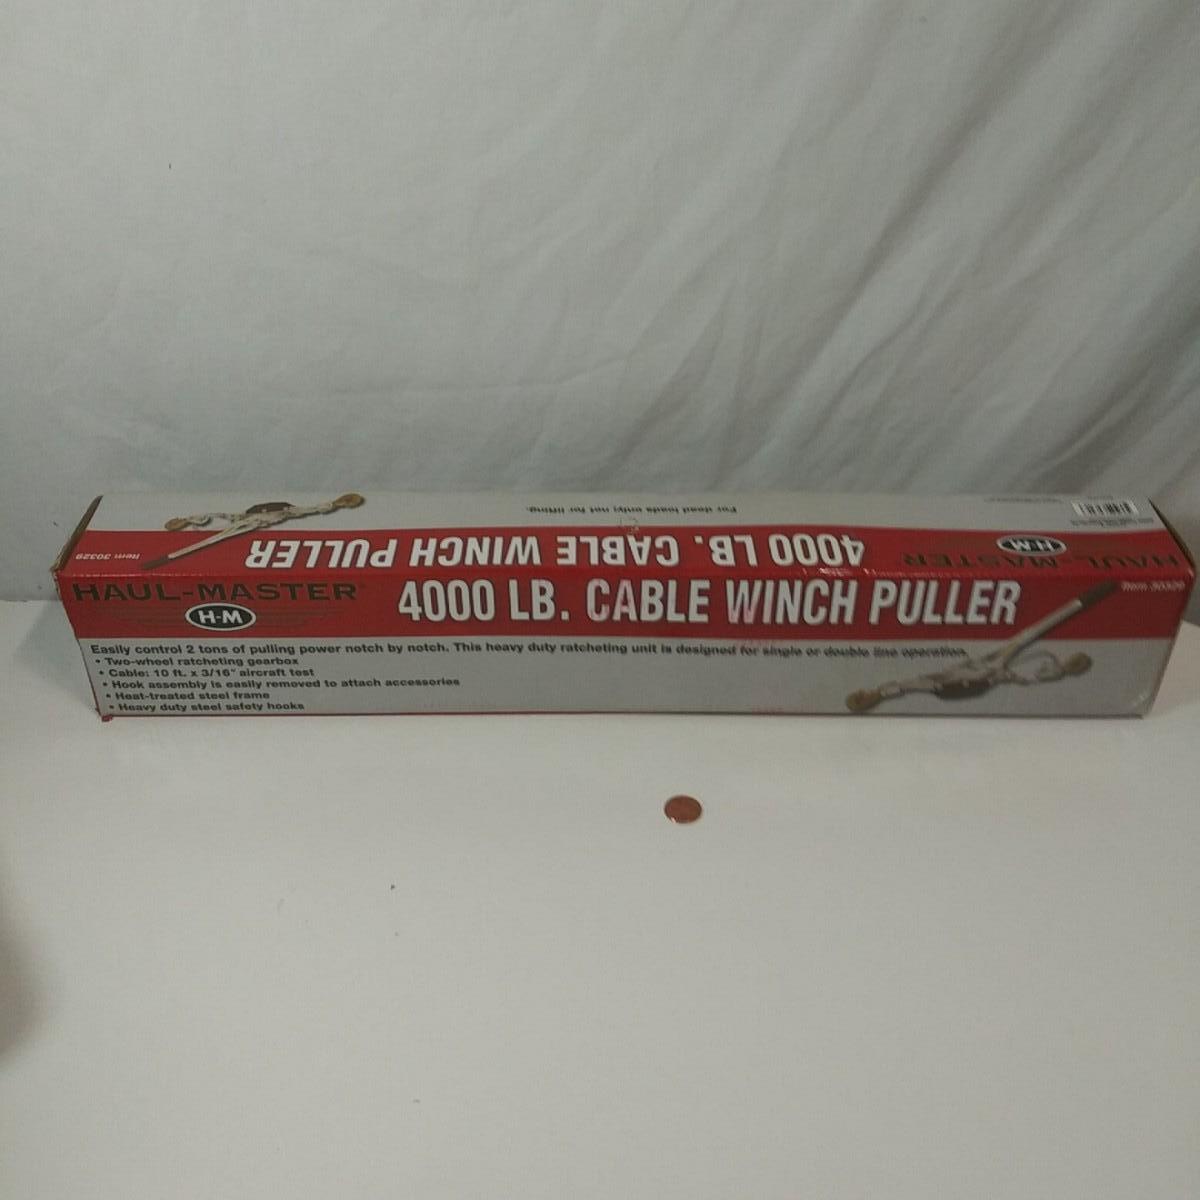 For dead loads only; not for lifting.
4000 LB. CABLE WINCH PULLER
HAUL-MASTER
H-M
Item 30329
HAUL-MASTER®
H-M
4000 LB. CABLE WINCH PULLER
Item 30329
Easily control 2 tons of pulling power notch by notch. This heavy duty ratcheting unit is designed for single or double line operation.
• Two-wheel ratcheting gearbox
• Cable: 10 ft. x 3/16" aircraft test
• Hook assembly is easily removed to attach accessories
• Heat-treated steel frame
• Heavy duty steel safety hooks